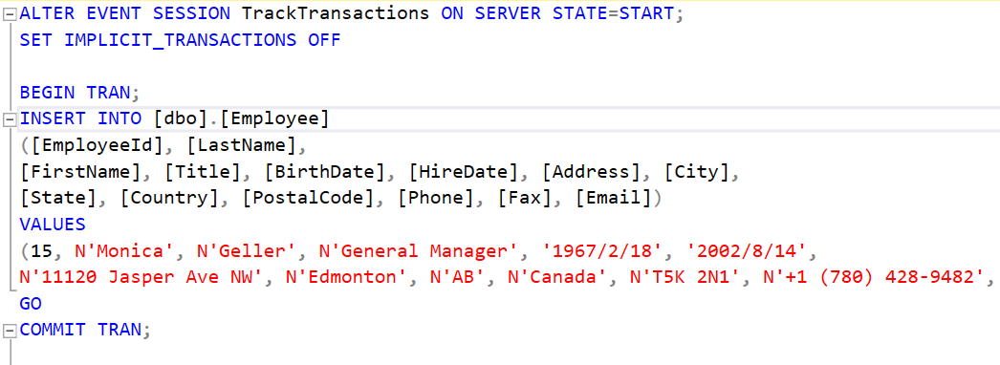 ALTER EVENT SESSION TrackTransactions ON SERVER STATE=START;
SET IMPLICIT_TRANSACTIONS OFF
BEGIN TRAN;
INSERT INTO [dbo].[Employee]
([EmployeeId], [LastName],
[FirstName], [Title], [BirthDate], [HireDate], [Address], [City],
[State], [Country], [PostalCode], [Phone], [Fax], [Email])
VALUES
(15, N'Monica', N'Geller', N'General Manager', '1967/2/18', '2002/8/14',
N'11120 Jasper Ave NW', N'Edmonton', N'AB', N'Canada', N'T5K 2N1', N'+1 (780) 428-9482',
GO
COMMIT TRAN;